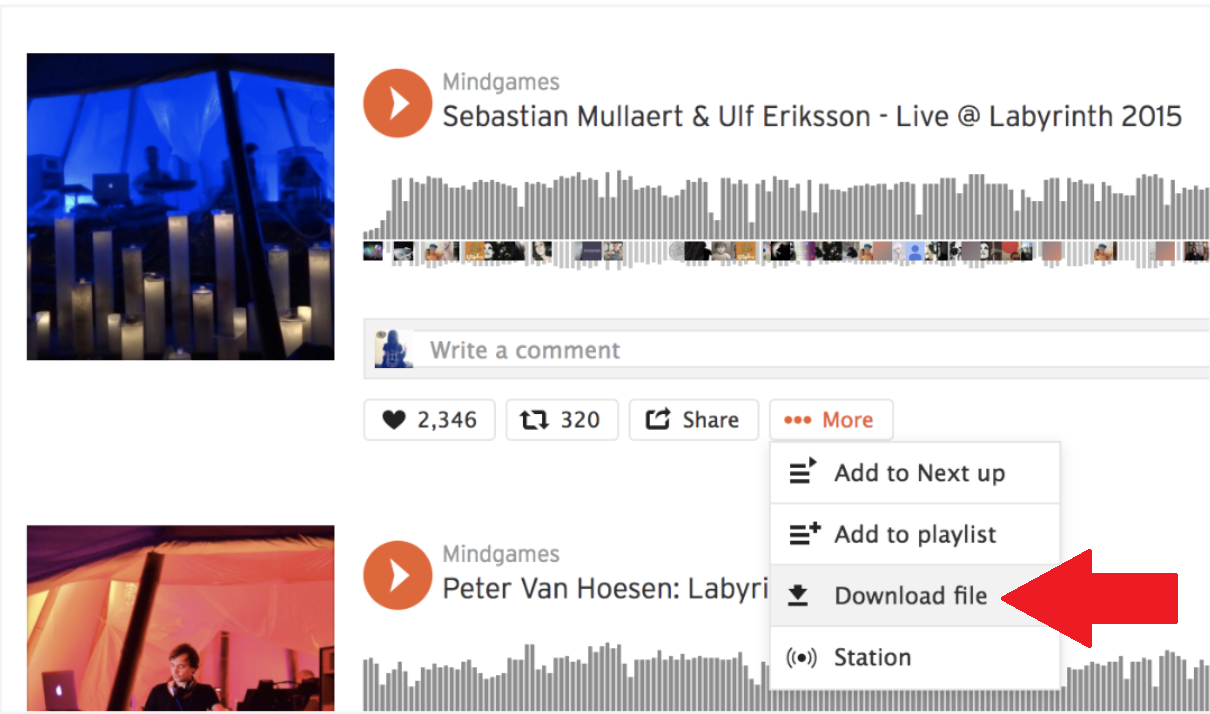 Mindgames
Sebastian Mullaert & Ulf Eriksson - Live @ Labyrinth 2015
Write a comment
2,346
320
Share
More
Add to Next up
Add to playlist
Download file
Station
Mindgames
Peter Van Hoesen: Labyri